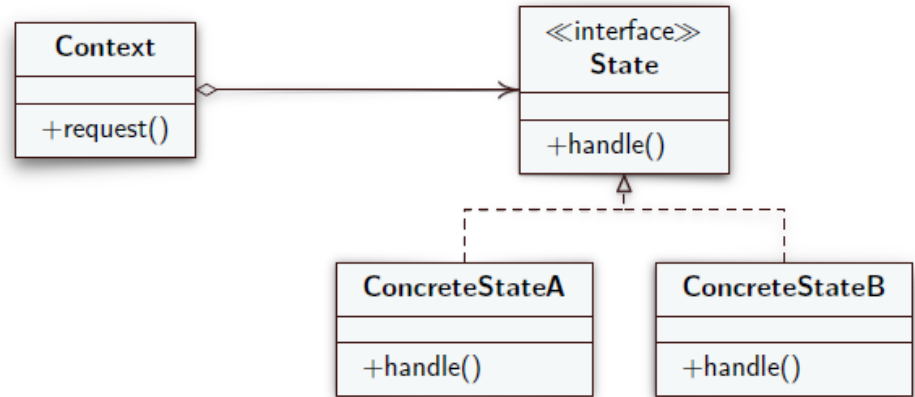 Context
+request()
≪interface≫
State
+handle()
ConcreteStateA
+handle()
ConcreteStateB
+handle()